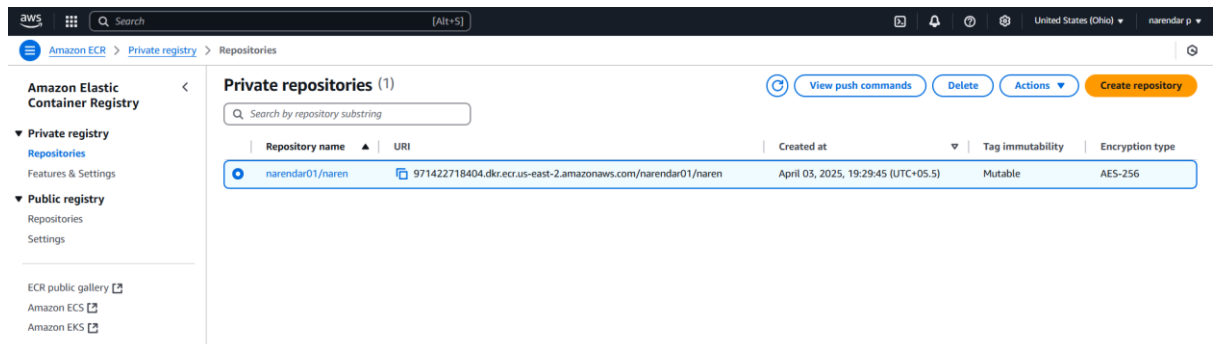 aws Search [Alt+S] United States (Ohio) narendar p
Amazon ECR > Private registry > Repositories
Amazon Elastic
Container Registry
Private registry
Repositories
Features & Settings
Public registry
Repositories
Settings
ECR public gallery
Amazon ECS
Amazon EKS
Private repositories (1)
View push commands Delete Actions Create repository
Search by repository substring
Repository name URI Created at Tag immutability Encryption type
narendar01/naren 971422718404.dkr.ecr.us-east-2.amazonaws.com/narendar01/naren April 03, 2025, 19:29:45 (UTC+05.5) Mutable AES-256